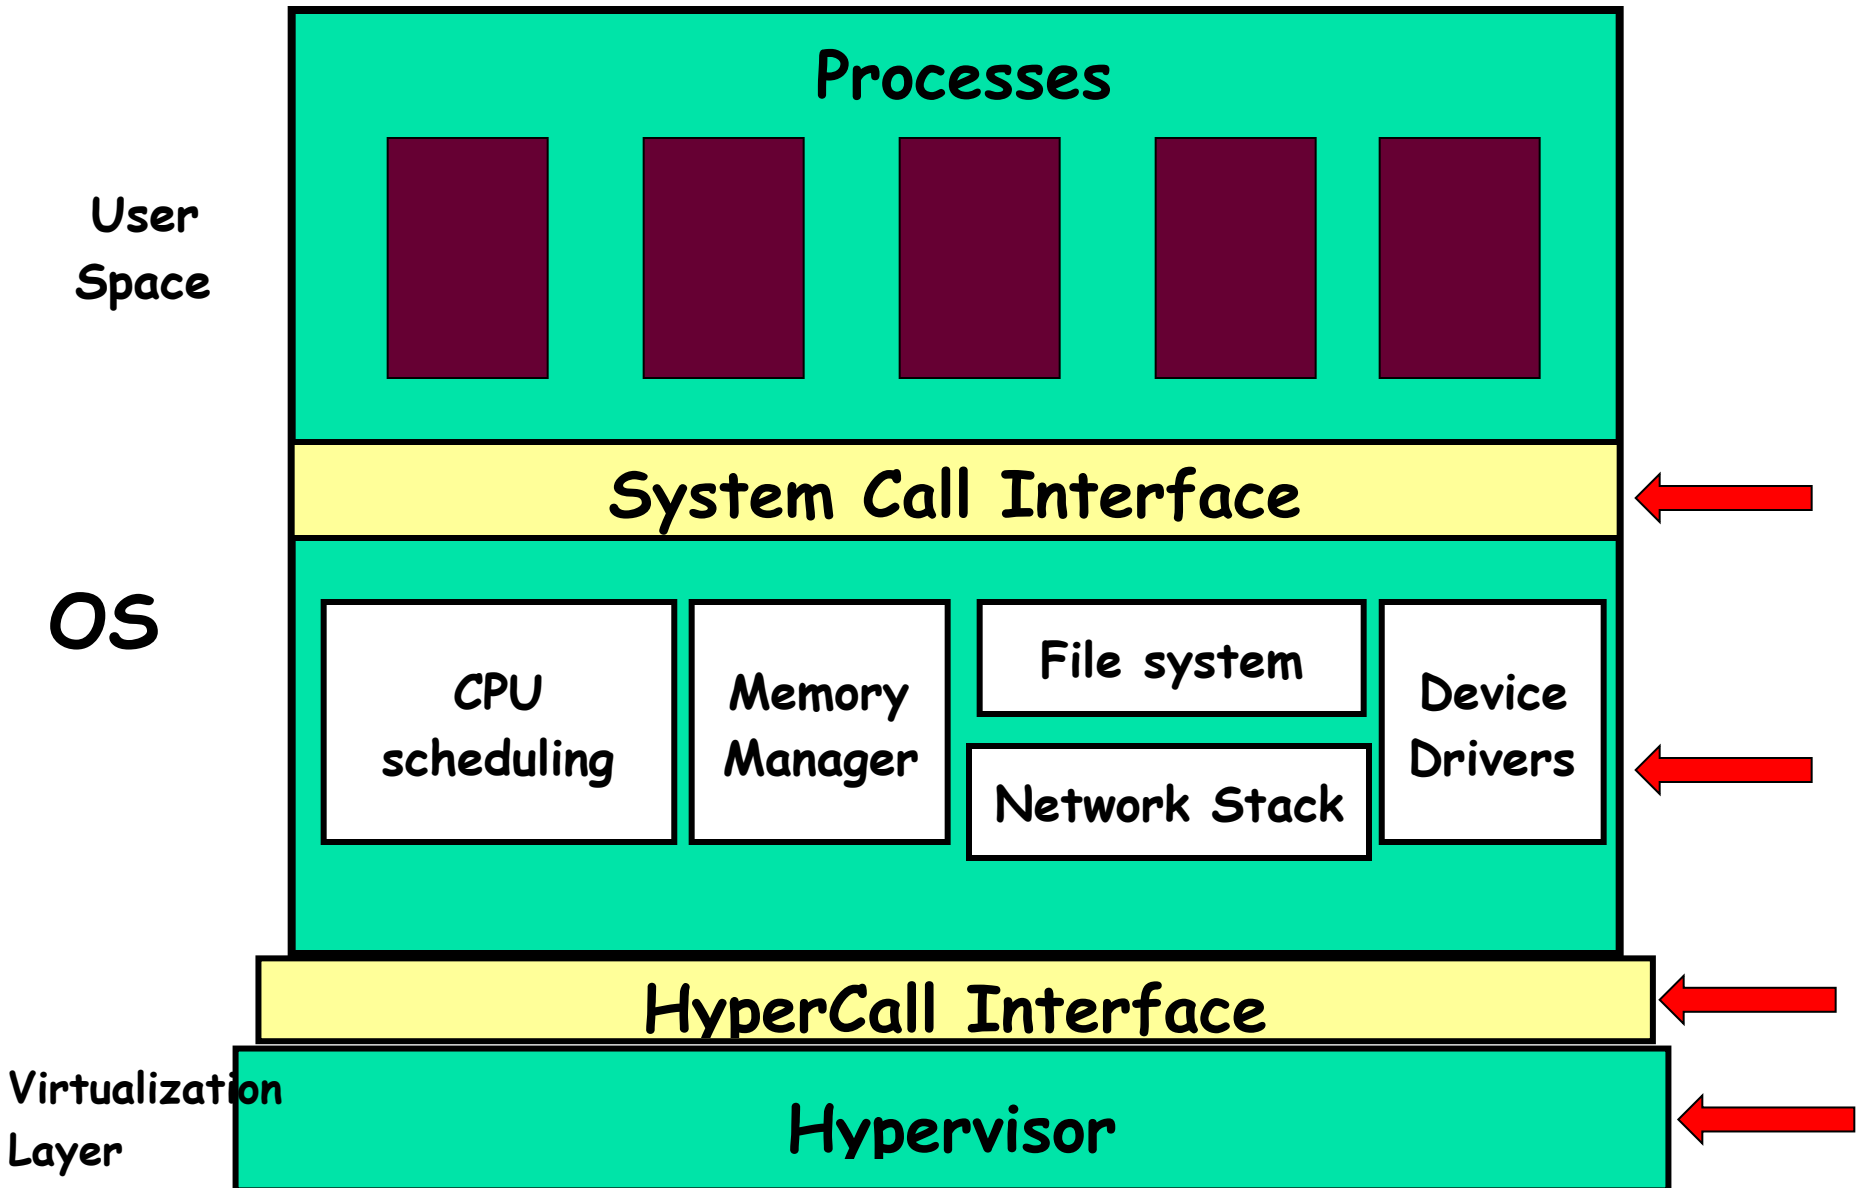 Processes
User
Space
System Call Interface
OS
CPU
scheduling
Memory
Manager
File system
Network Stack
Device
Drivers
HyperCall Interface
Virtualization
Layer
Hypervisor